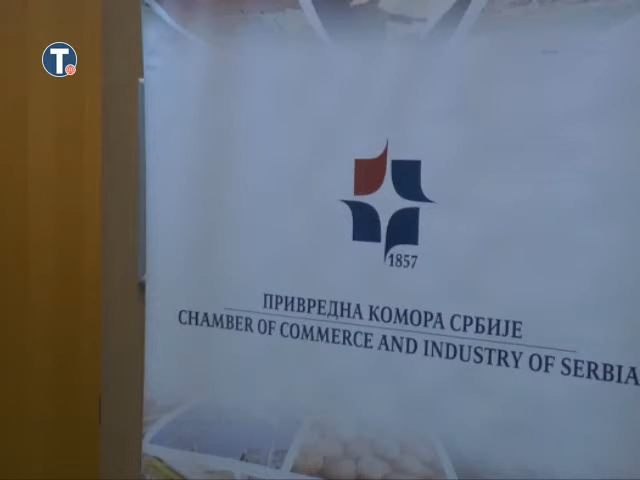 T
1857
ПРИВРЕДНА КОМОРА СРБИЈЕ
CHAMBER OF COMMERCE AND INDUSTRY OF SERBIA